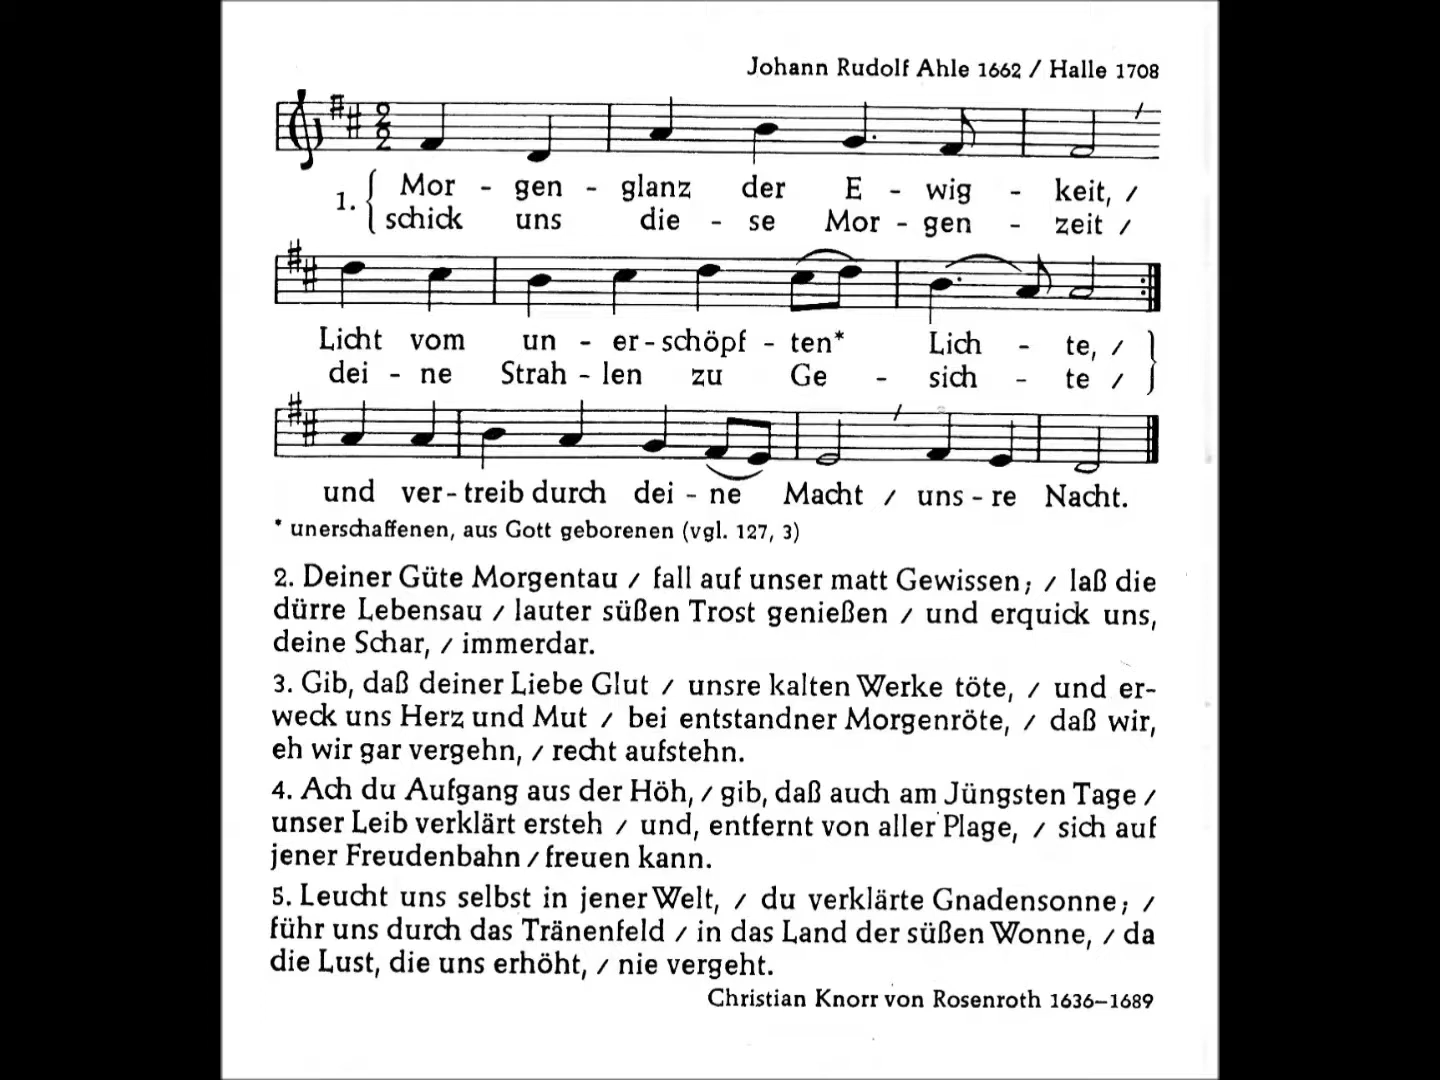 Johann Rudolf Ahle 1662 / Halle 1708
1. Mor - gen - glanz der E - wig - keit, /
schick uns die - se Mor - gen - zeit /
Licht vom un - er - schöpf - ten* Lich - te, /
dei - ne Strah - len zu Ge - sich - te /
und ver - treib durch dei - ne Macht / uns - re Nacht.
* unerschaffenen, aus Gott geborenen (vgl. 127, 3)
2. Deiner Güte Morgentau / fall auf unser matt Gewissen; / laß die
dürre Lebensau / lauter süßen Trost genießen / und erquick uns,
deine Schar, / immerdar.
3. Gib, daß deiner Liebe Glut / unsre kalten Werke töte, / und er-
weck uns Herz und Mut / bei entstandner Morgenröte, / daß wir,
eh wir gar vergehn, / recht aufstehn.
4. Ach du Aufgang aus der Höh, / gib, daß auch am Jüngsten Tage /
unser Leib verklärt ersteh / und, entfernt von aller Plage, / sich auf
jener Freudenbahn / freuen kann.
5. Leucht uns selbst in jener Welt, / du verklärte Gnadensonne; /
führ uns durch das Tränenfeld / in das Land der süßen Wonne, / da
die Lust, die uns erhöht, / nie vergeht.
Christian Knorr von Rosenroth 1636–1689